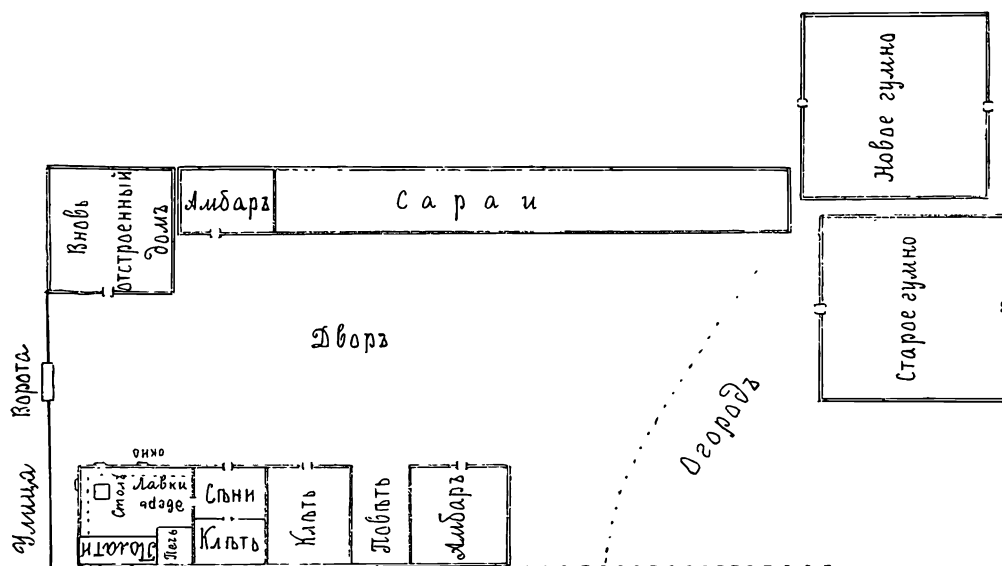 Новое гумно
Вновь
отстроенный
домъ
Амбаръ
Сараи
Старое гумно
Дворъ
Ворота
Огородъ
Улица
окно
Столъ
Лавки
дверь
Сѣни
Клѣть
Повѣть
Амбаръ
Полати
Печь
Клѣть